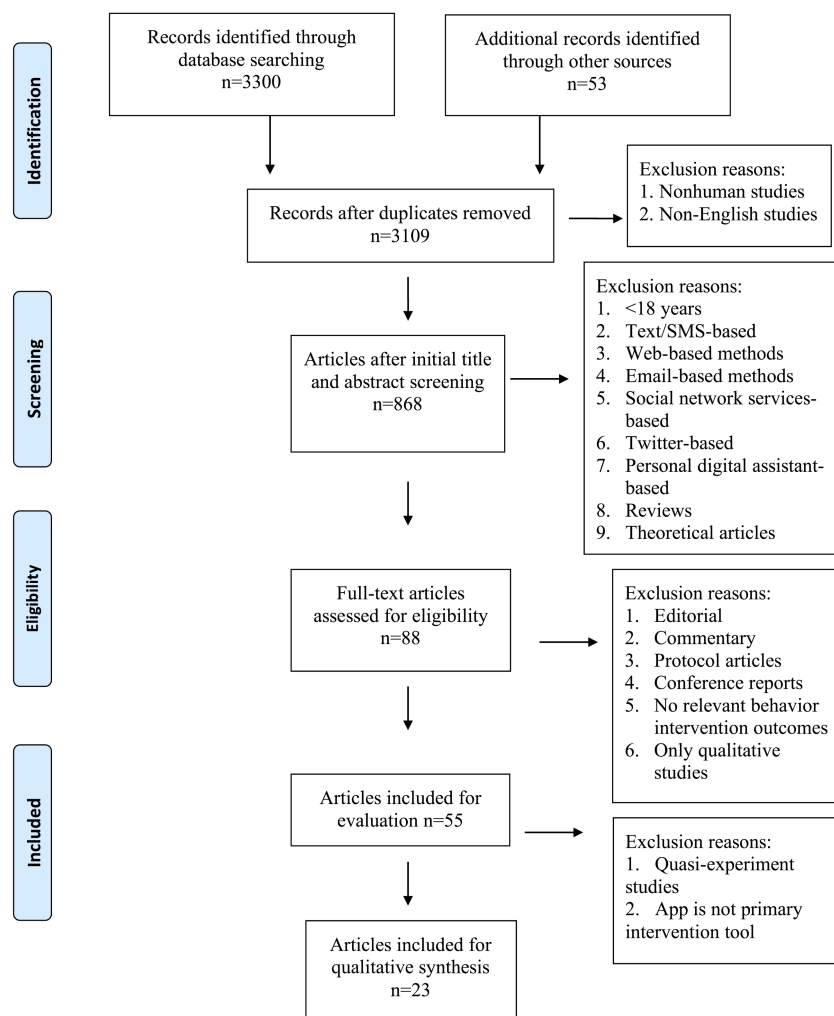 Identification
Records identified through
database searching
n=3300
Additional records identified
through other sources
n=53
Records after duplicates removed
n=3109
Exclusion reasons:
1. Nonhuman studies
2. Non-English studies
Screening
Articles after initial title
and abstract screening
n=868
Exclusion reasons:
1. <18 years
2. Text/SMS-based
3. Web-based methods
4. Email-based methods
5. Social network services-
based
6. Twitter-based
7. Personal digital assistant-
based
8. Reviews
9. Theoretical articles
Eligibility
Full-text articles
assessed for eligibility
n=88
Exclusion reasons:
1. Editorial
2. Commentary
3. Protocol articles
4. Conference reports
5. No relevant behavior
intervention outcomes
6. Only qualitative
studies
Included
Articles included for
evaluation n=55
Exclusion reasons:
1. Quasi-experiment
studies
2. App is not primary
intervention tool
Articles included for
qualitative synthesis
n=23